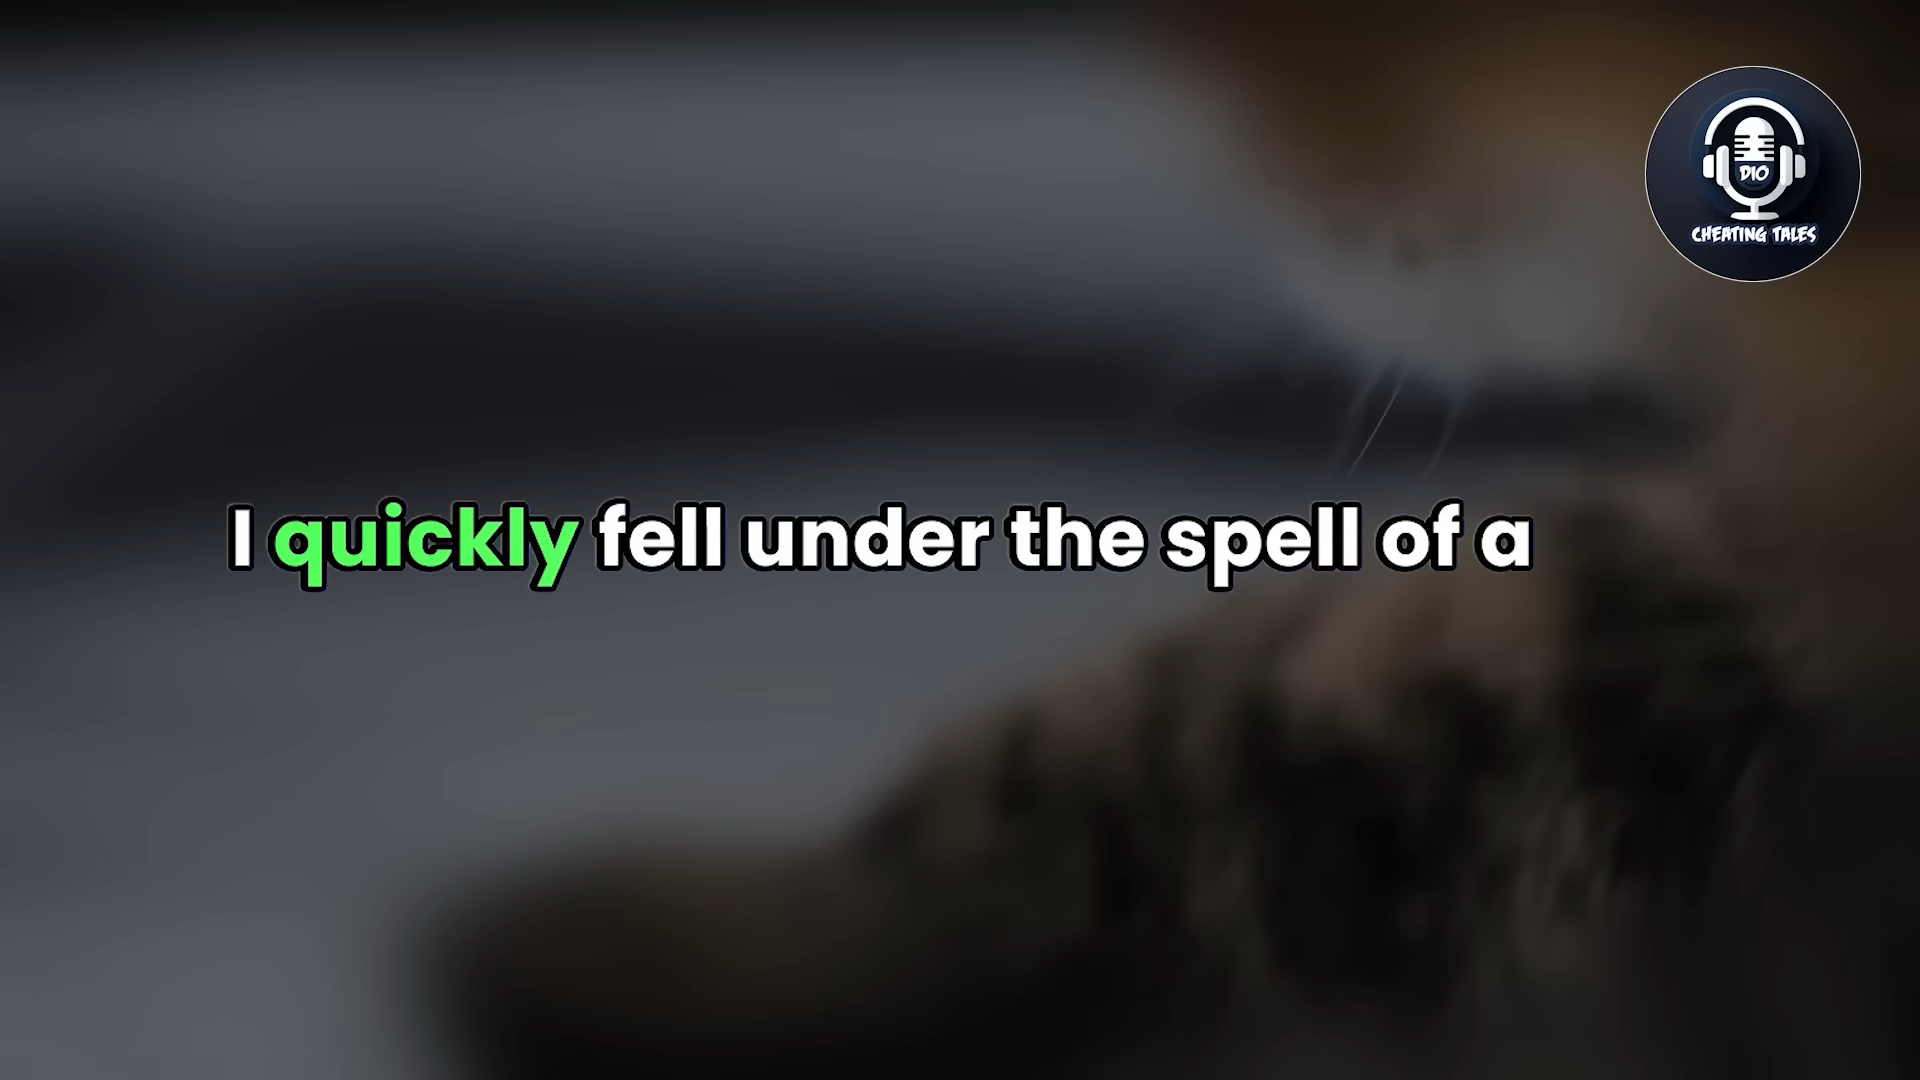 DIO
CHEATING TALES
I quickly fell under the spell of a